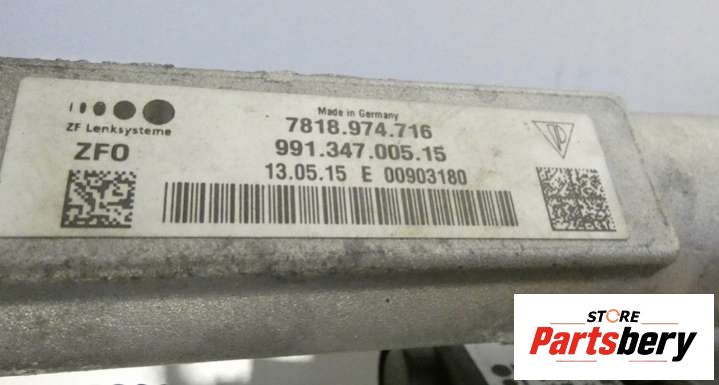 Made in Germany
7818.974.716
ZF Lenksysteme
ZFO
991.347.005.15
13.05.15 E 00903180
STORE
Partsbery